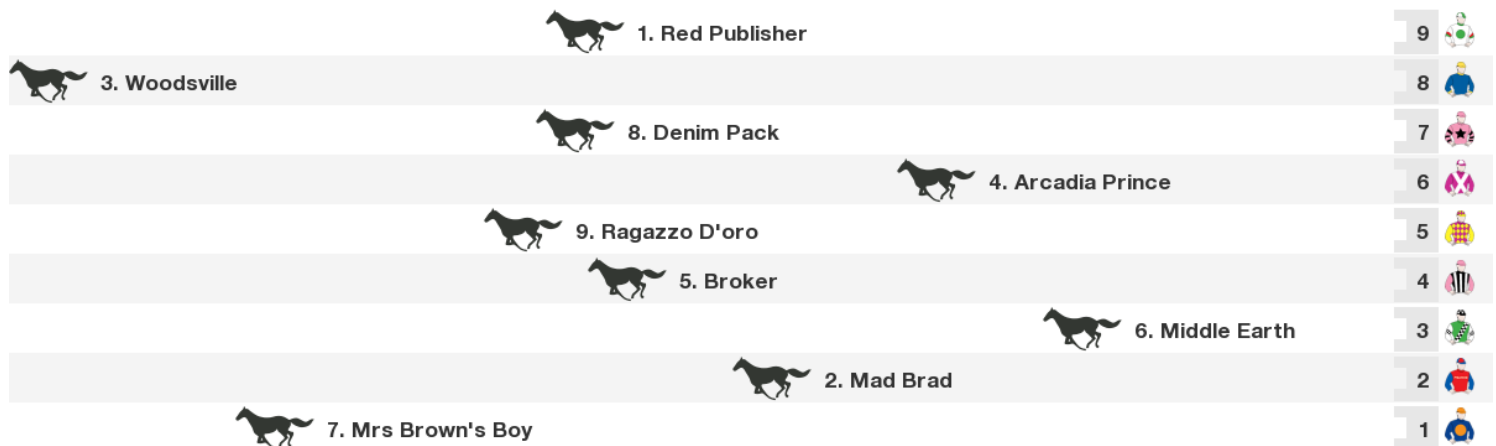 1. Red Publisher 9
3. Woodsville 8
8. Denim Pack 7
4. Arcadia Prince 6
9. Ragazzo D'oro 5
5. Broker 4
6. Middle Earth 3
2. Mad Brad 2
7. Mrs Brown's Boy 1